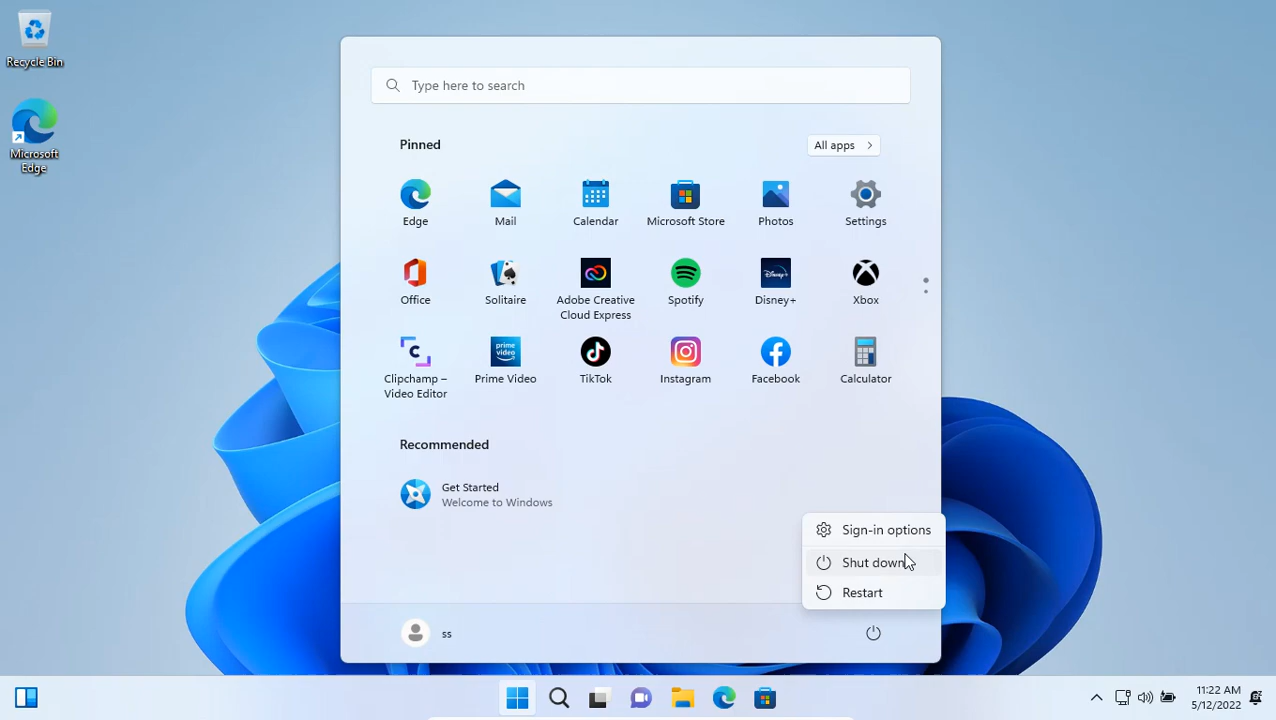 Recycle Bin
Microsoft
Edge
Type here to search
Pinned
All apps
Edge
Mail
Calendar
Microsoft Store
Photos
Settings
Office
Solitaire
Adobe Creative
Cloud Express
Spotify
Disney+
Xbox
Clipchamp –
Video Editor
Prime Video
TikTok
Instagram
Facebook
Calculator
Recommended
Get Started
Welcome to Windows
Sign-in options
Shut down
Restart
ss
11:22 AM
5/12/2022